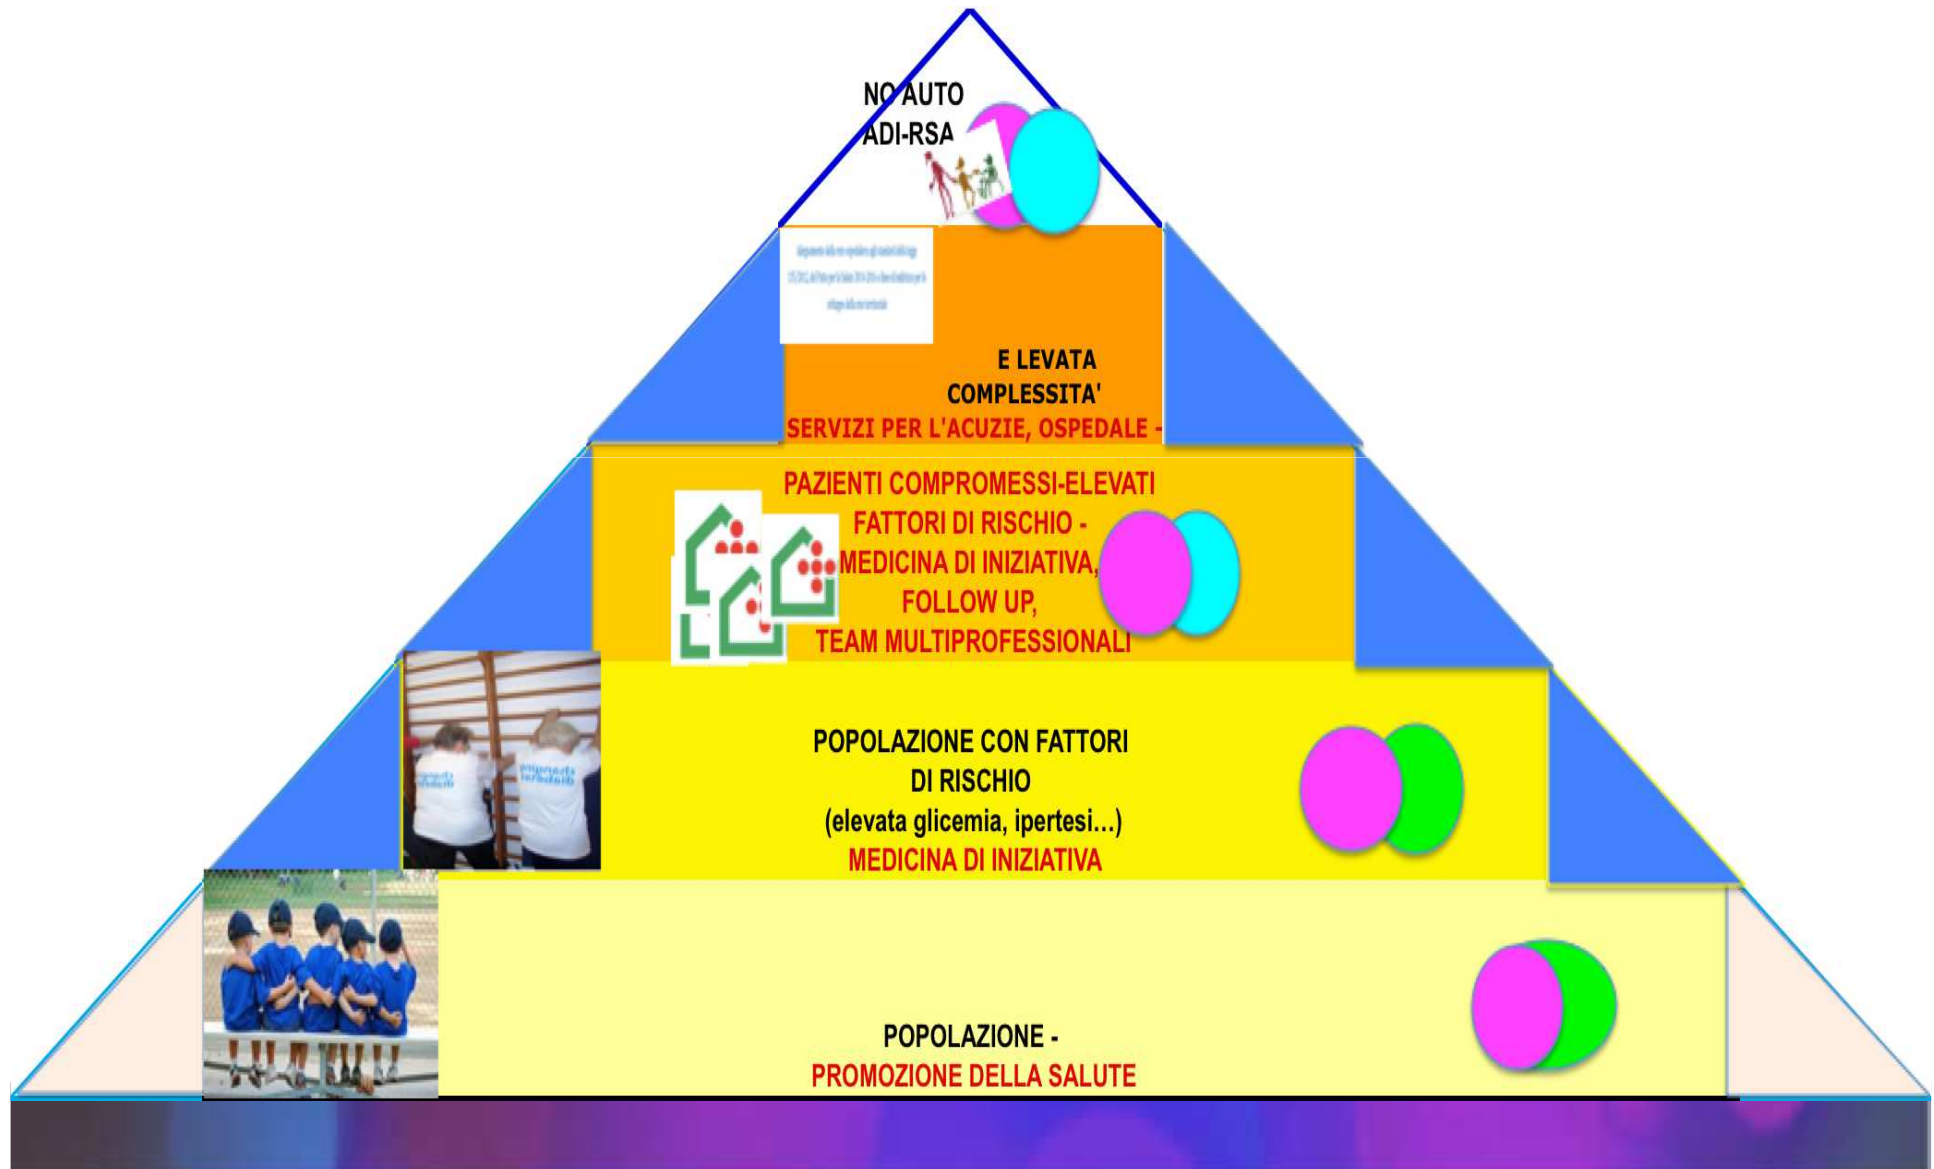 NO AUTO
ADI-RSA
E LEVATA
COMPLESSITA'
SERVIZI PER L'ACUZIE, OSPEDALE -
PAZIENTI COMPROMESSI-ELEVATI
FATTORI DI RISCHIO -
MEDICINA DI INIZIATIVA,
FOLLOW UP,
TEAM MULTIPROFESSIONALI
POPOLAZIONE CON FATTORI
DI RISCHIO
(elevata glicemia, ipertesi...)
MEDICINA DI INIZIATIVA
POPOLAZIONE -
PROMOZIONE DELLA SALUTE